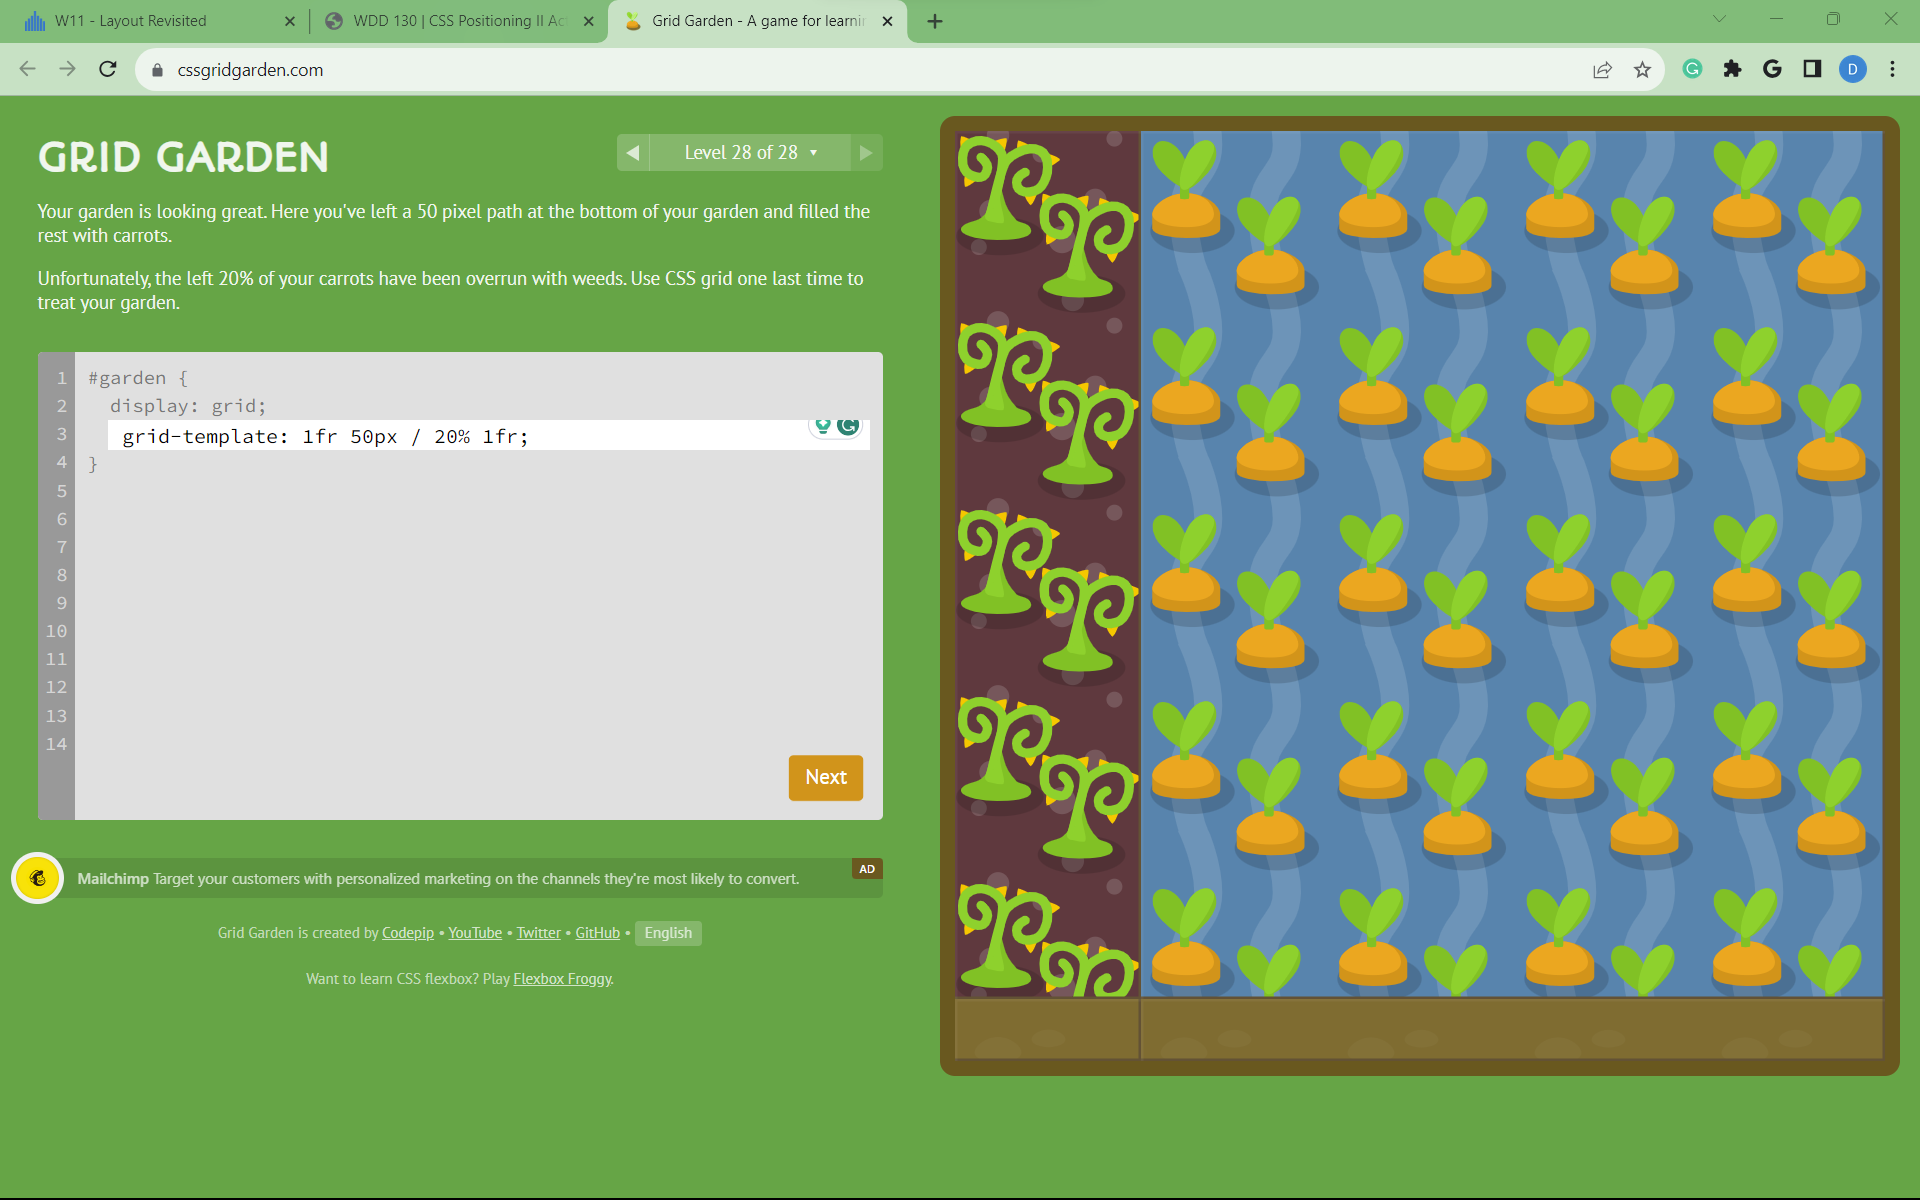 W11 - Layout Revisited
WDD 130 | CSS Positioning II Ac
Grid Garden - A game for learnin
cssgridgarden.com
D
GRID GARDEN
Level 28 of 28
Your garden is looking great. Here you've left a 50 pixel path at the bottom of your garden and filled the
rest with carrots.
Unfortunately, the left 20% of your carrots have been overrun with weeds. Use CSS grid one last time to
treat your garden.
1 #garden {
2 display: grid;
3 grid-template: 1fr 50px / 20% 1fr;
4 }
5
6
7
8
9
10
11
12
13
14
Next
Mailchimp Target your customers with personalized marketing on the channels they're most likely to convert.
AD
Grid Garden is created by Codepip • YouTube • Twitter • GitHub • English
Want to learn CSS flexbox? Play Flexbox Froggy.